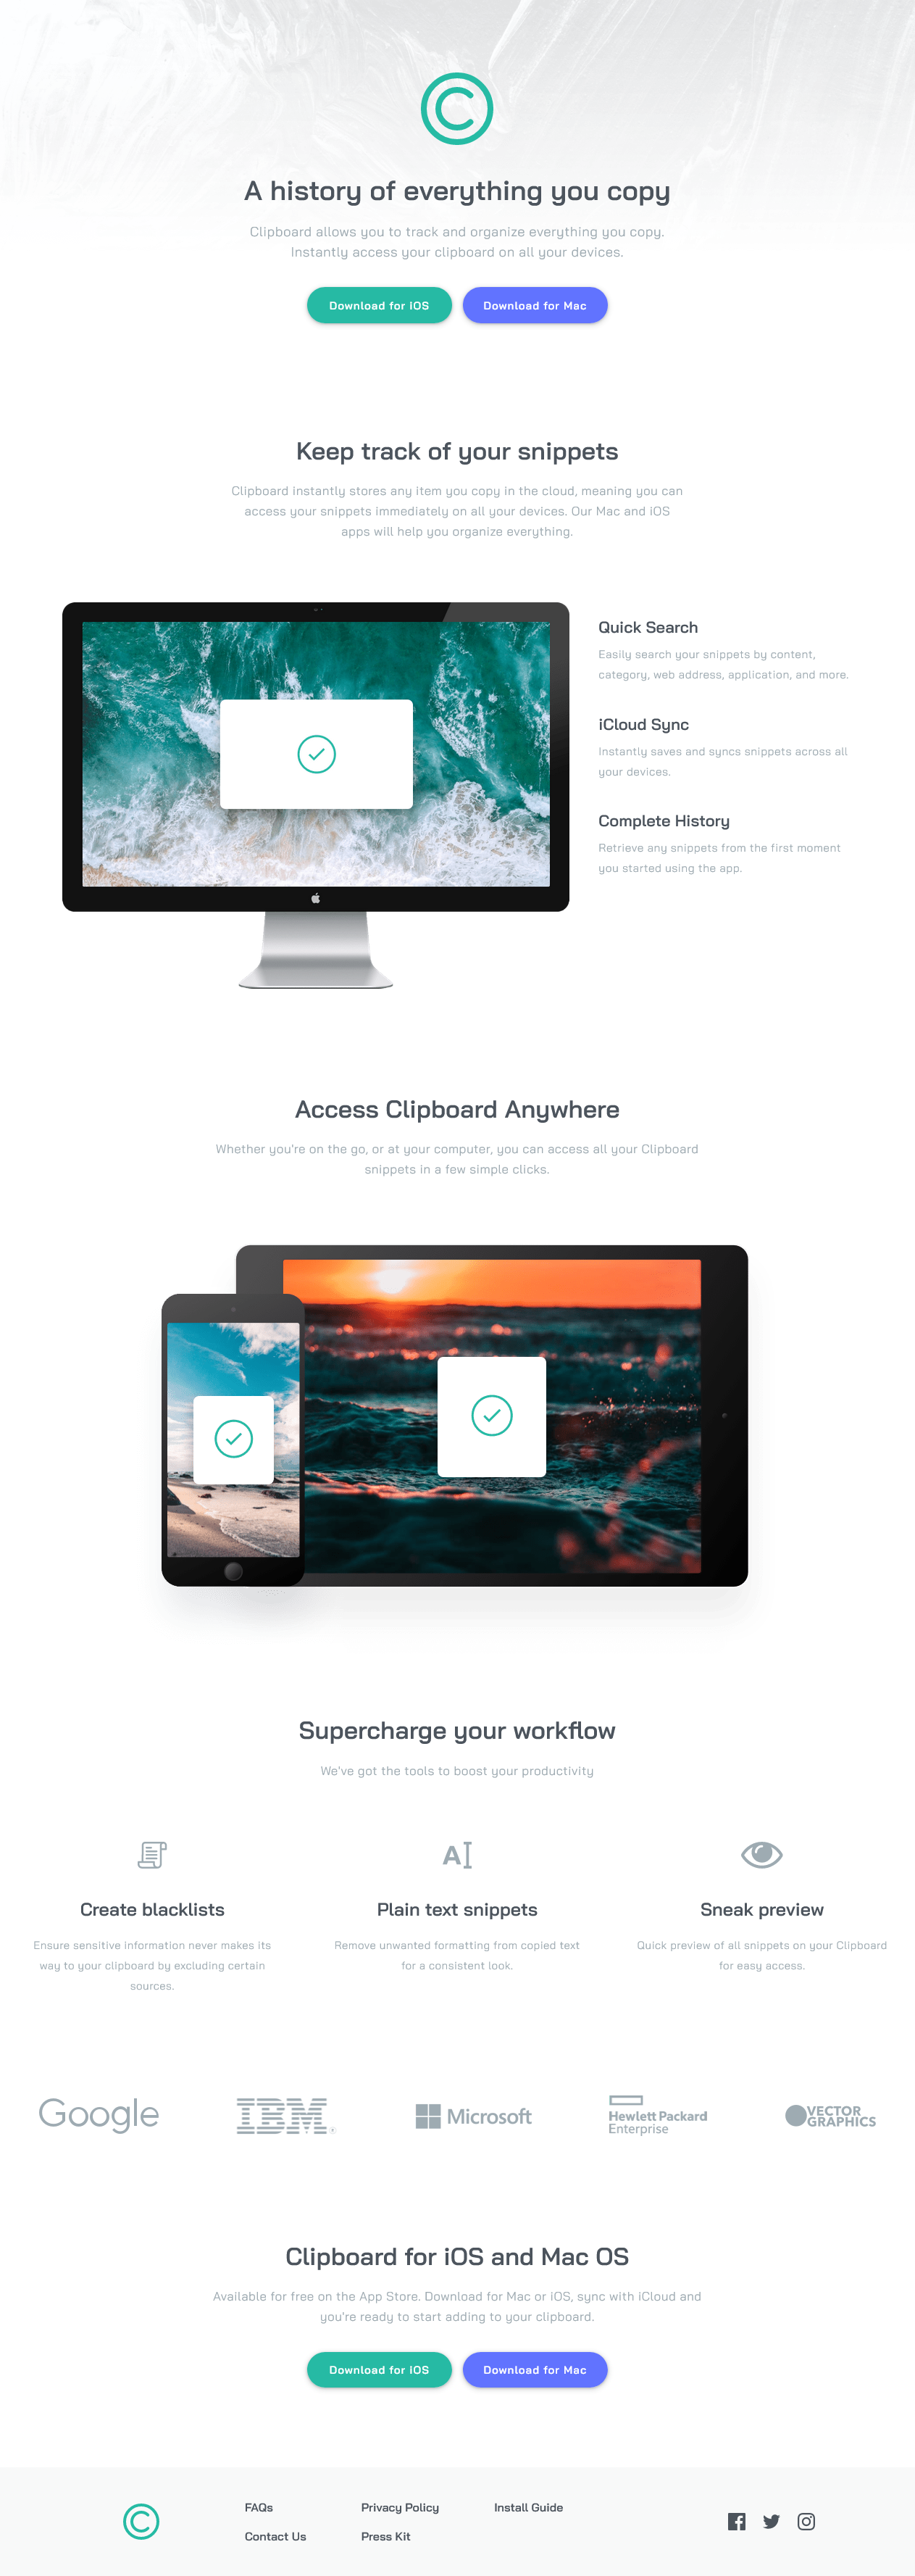 A history of everything you copy
Clipboard allows you to track and organize everything you copy.
Instantly access your clipboard on all your devices.
Download for iOS
Download for Mac
Keep track of your snippets
Clipboard instantly stores any item you copy in the cloud, meaning you can
access your snippets immediately on all your devices. Our Mac and iOS
apps will help you organize everything.
Quick Search
Easily search your snippets by content,
category, web address, application, and more.
iCloud Sync
Instantly saves and syncs snippets across all
your devices.
Complete History
Retrieve any snippets from the first moment
you started using the app.
Access Clipboard Anywhere
Whether you're on the go, or at your computer, you can access all your Clipboard
snippets in a few simple clicks.
Supercharge your workflow
We've got the tools to boost your productivity
Create blacklists
Ensure sensitive information never makes its
way to your clipboard by excluding certain
sources.
Plain text snippets
Remove unwanted formatting from copied text
for a consistent look.
Sneak preview
Quick preview of all snippets on your Clipboard
for easy access.
Google
IBM
Microsoft
Hewlett Packard
Enterprise
VECTOR
GRAPHICS
Clipboard for iOS and Mac OS
Available for free on the App Store. Download for Mac or iOS, sync with iCloud and
you're ready to start adding to your clipboard.
Download for iOS
Download for Mac
FAQs
Contact Us
Privacy Policy
Press Kit
Install Guide